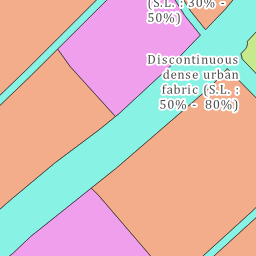 (S.L. : 30% -
50%)
Discontinuous
dense urban
fabric (S.L. :
50% -  80%)